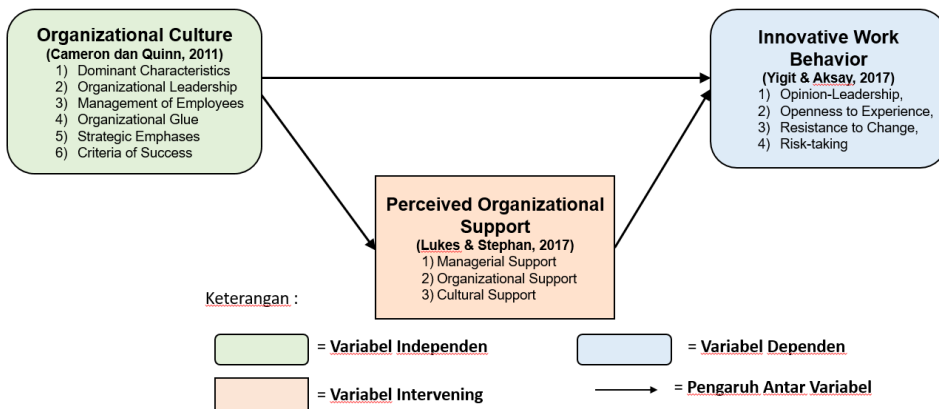 Organizational Culture
(Cameron dan Quinn, 2011)
1) Dominant Characteristics
2) Organizational Leadership
3) Management of Employees
4) Organizational Glue
5) Strategic Emphases
6) Criteria of Success
Innovative Work
Behavior
(Yigit & Aksay, 2017)
1) Opinion-Leadership,
2) Openness to Experience,
3) Resistance to Change,
4) Risk-taking
Perceived Organizational
Support
(Lukes & Stephan, 2017)
1) Managerial Support
2) Organizational Support
3) Cultural Support
Keterangan :
= Variabel Independen
= Variabel Dependen
= Variabel Intervening
= Pengaruh Antar Variabel